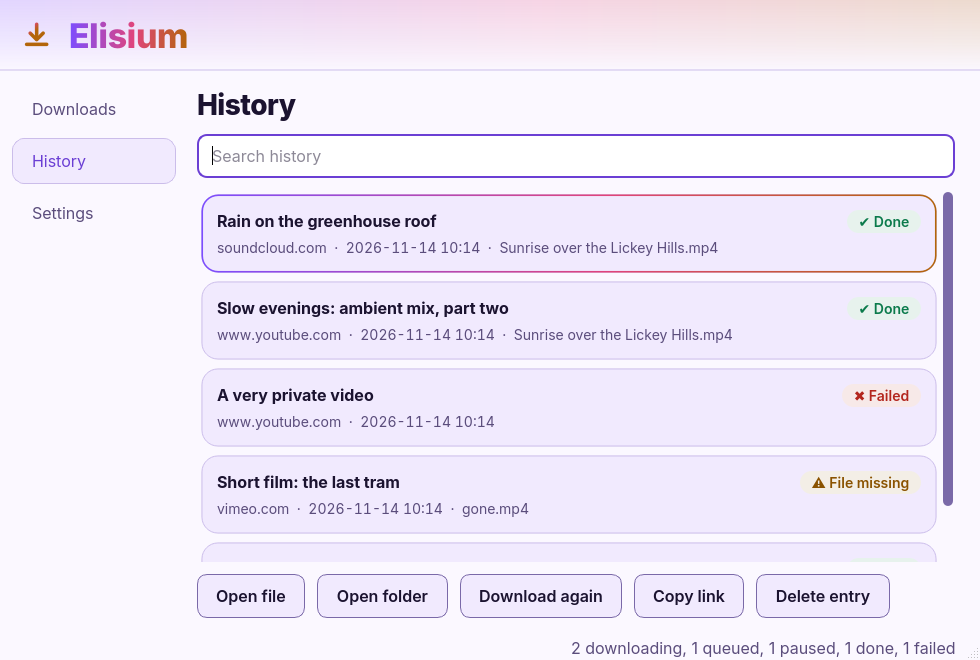 Elisium
Downloads
History
Settings
History
Search history
Rain on the greenhouse roof
✔ Done
soundcloud.com · 2026-11-14 10:14 · Sunrise over the Lickey Hills.mp4
Slow evenings: ambient mix, part two
✔ Done
www.youtube.com · 2026-11-14 10:14 · Sunrise over the Lickey Hills.mp4
A very private video
✖ Failed
www.youtube.com · 2026-11-14 10:14
Short film: the last tram
⚠ File missing
vimeo.com · 2026-11-14 10:14 · gone.mp4
Open file
Open folder
Download again
Copy link
Delete entry
2 downloading, 1 queued, 1 paused, 1 done, 1 failed